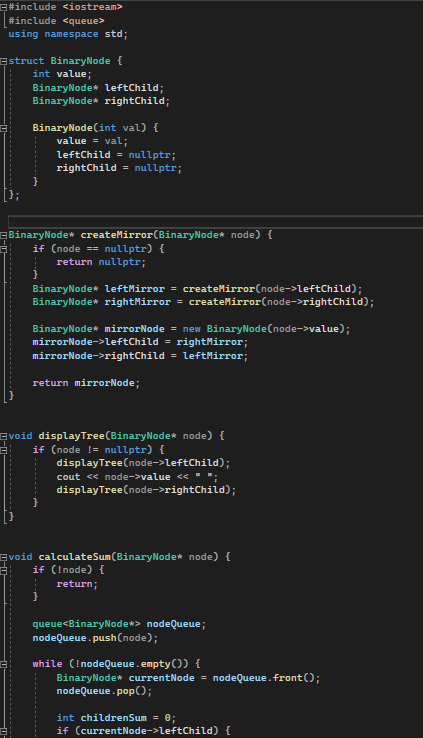 #include <iostream>
#include <queue>
using namespace std;
struct BinaryNode {
int value;
BinaryNode* leftChild;
BinaryNode* rightChild;
BinaryNode(int val) {
value = val;
leftChild = nullptr;
rightChild = nullptr;
}
};
BinaryNode* createMirror(BinaryNode* node) {
if (node == nullptr) {
return nullptr;
}
BinaryNode* leftMirror = createMirror(node->leftChild);
BinaryNode* rightMirror = createMirror(node->rightChild);
BinaryNode* mirrorNode = new BinaryNode(node->value);
mirrorNode->leftChild = rightMirror;
mirrorNode->rightChild = leftMirror;
return mirrorNode;
}
void displayTree(BinaryNode* node) {
if (node != nullptr) {
displayTree(node->leftChild);
cout << node->value << " ";
displayTree(node->rightChild);
}
}
void calculateSum(BinaryNode* node) {
if (!node) {
return;
}
queue<BinaryNode*> nodeQueue;
nodeQueue.push(node);
while (!nodeQueue.empty()) {
BinaryNode* currentNode = nodeQueue.front();
nodeQueue.pop();
int childrenSum = 0;
if (currentNode->leftChild) {